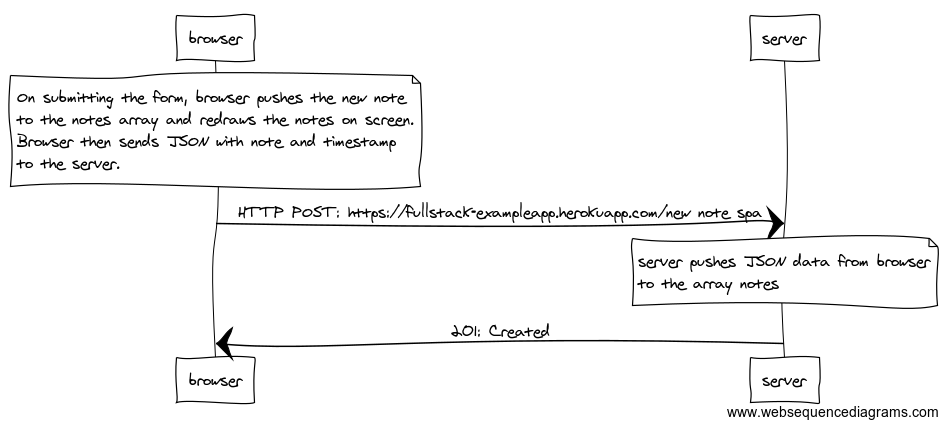 browser
server
On submitting the form, browser pushes the new note
to the notes array and redraws the notes on screen.
Browser then sends JSON with note and timestamp
to the server.
HTTP POST: https://fullstack-exampleapp.herokuapp.com/new note spa
server pushes JSON data from browser
to the array notes
201: Created
browser
server
www.websequencediagrams.com